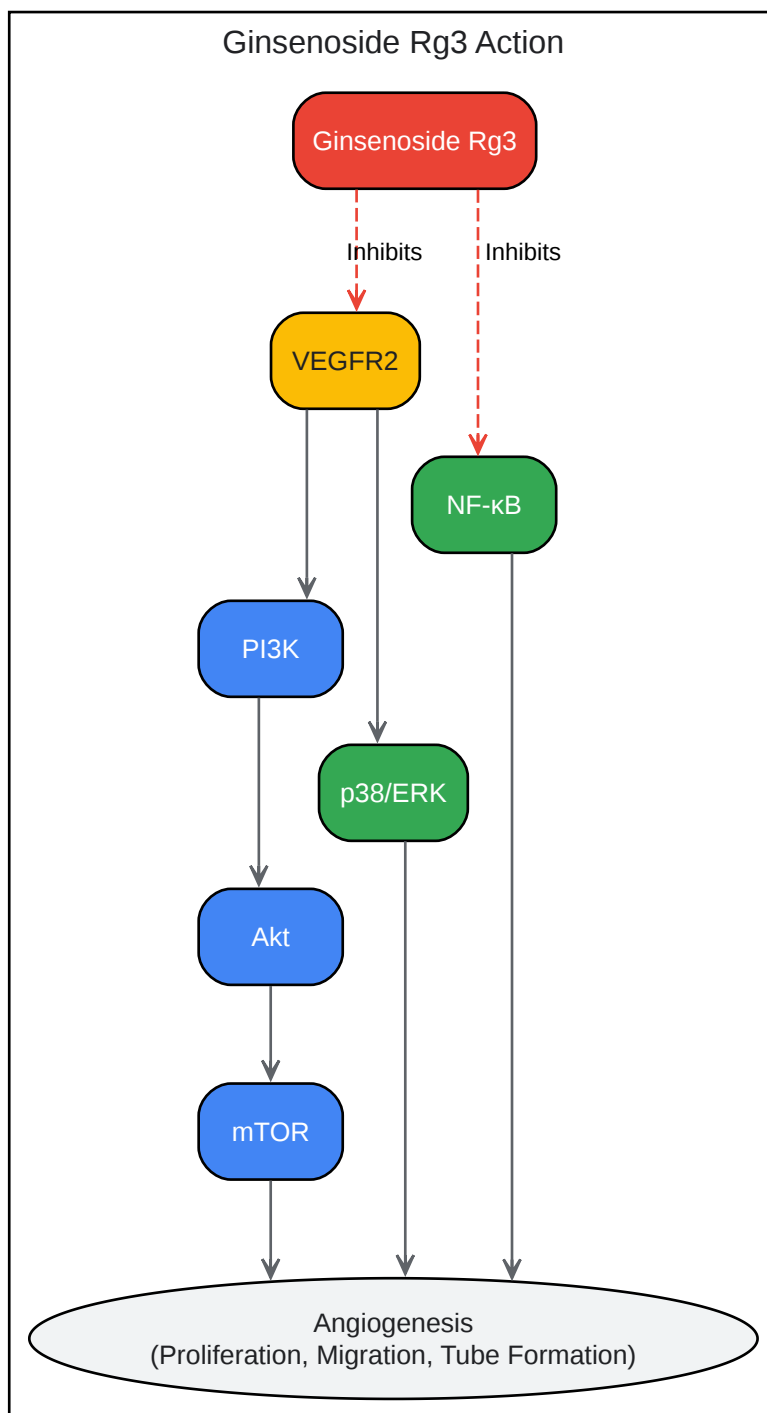 Ginsenoside Rg3 Action
Ginsenoside Rg3
Inhibits
Inhibits
VEGFR2
NF-κB
PI3K
p38/ERK
Akt
mTOR
Angiogenesis
(Proliferation, Migration, Tube Formation)